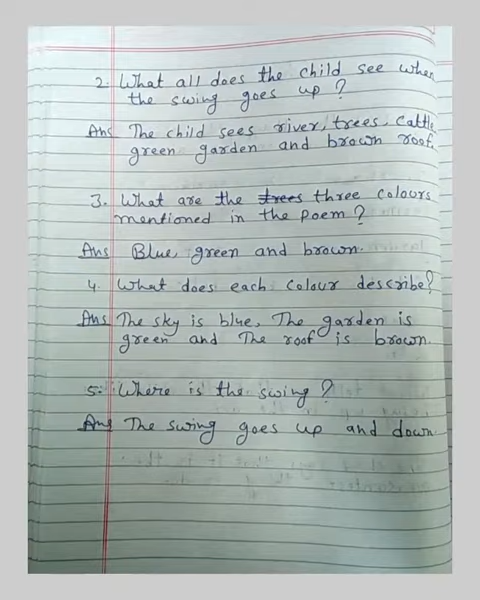 2. What all does the child see when
the swing goes up?
Ans The child sees river, trees, cattle,
green garden and brown roof.
3. What are the trees three colours
mentioned in the poem?
Ans Blue, green and brown.
4. What does each colour describe?
Ans The sky is blue, The garden is
green and The roof is brown.
5. Where is the swing?
Ans The swing goes up and down